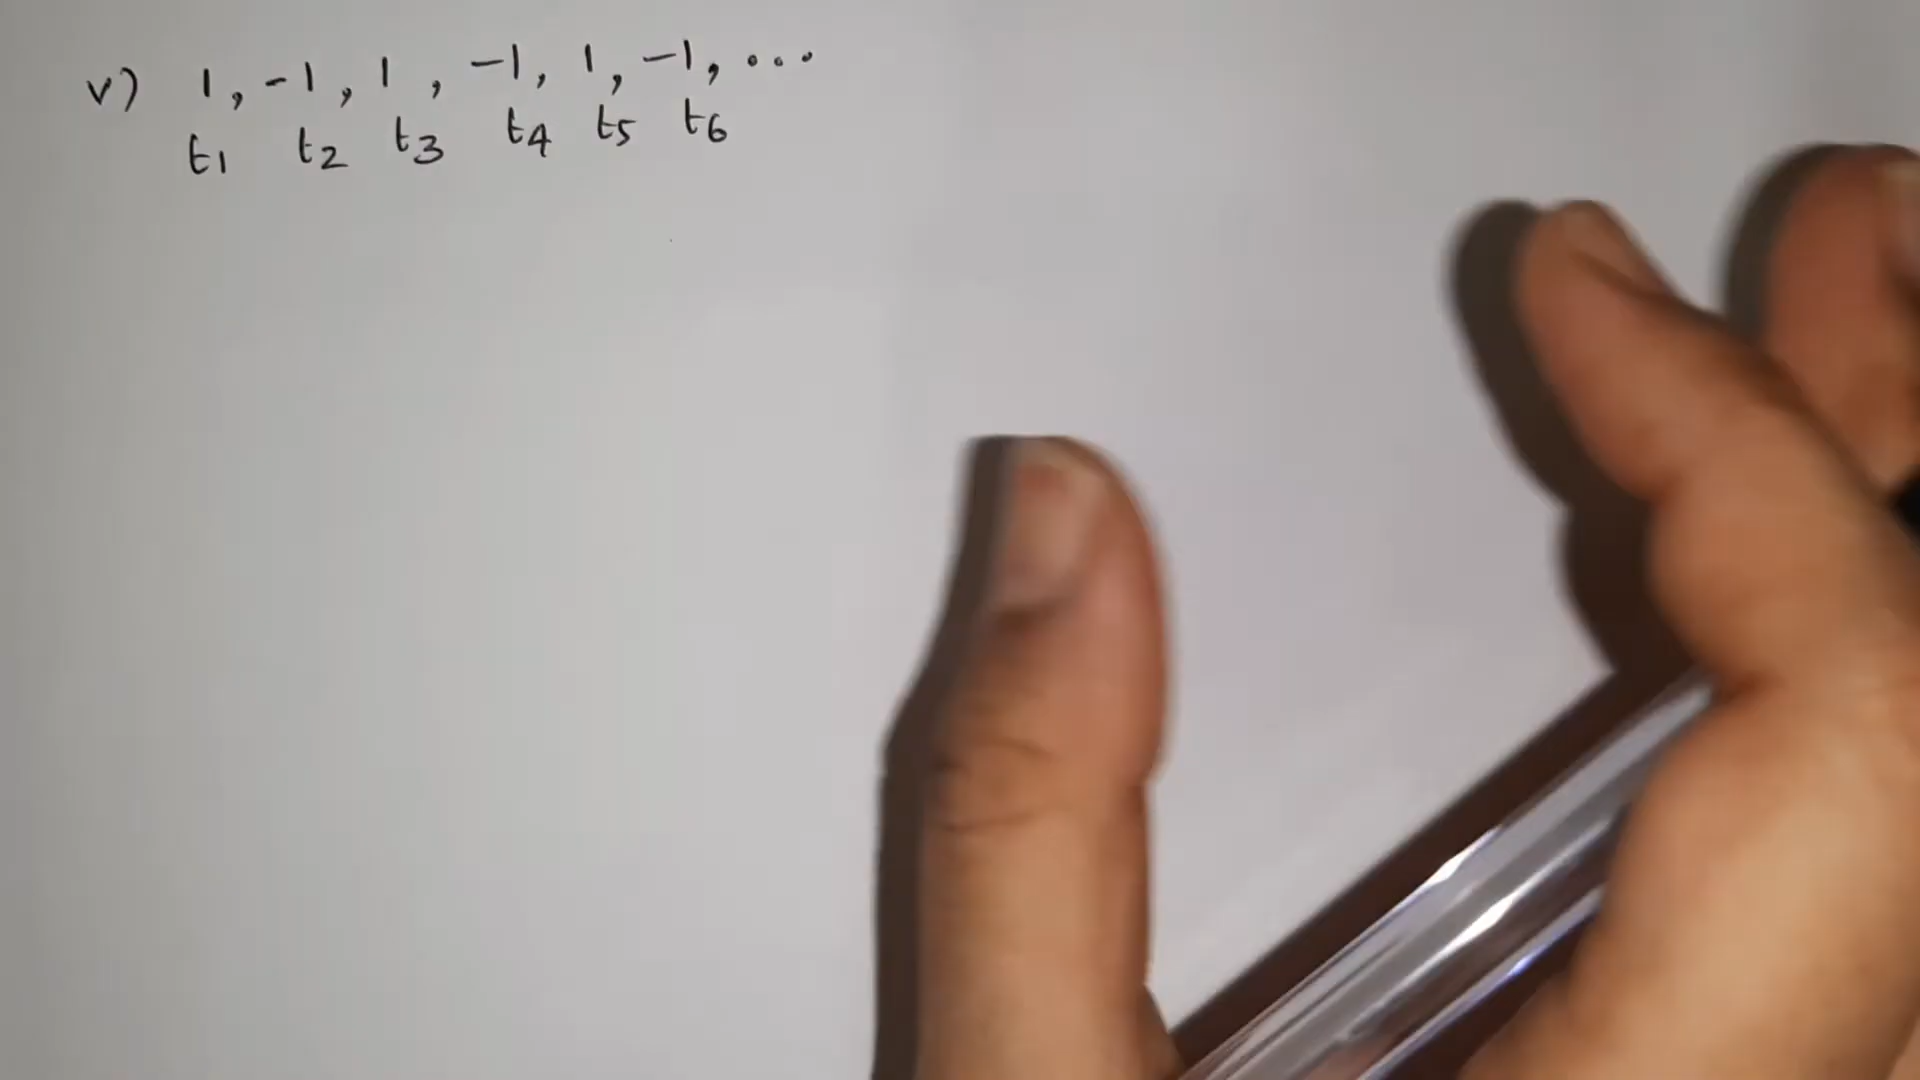 v) 1, -1, 1, -1, 1, -1, ...
t1 t2 t3 t4 t5 t6